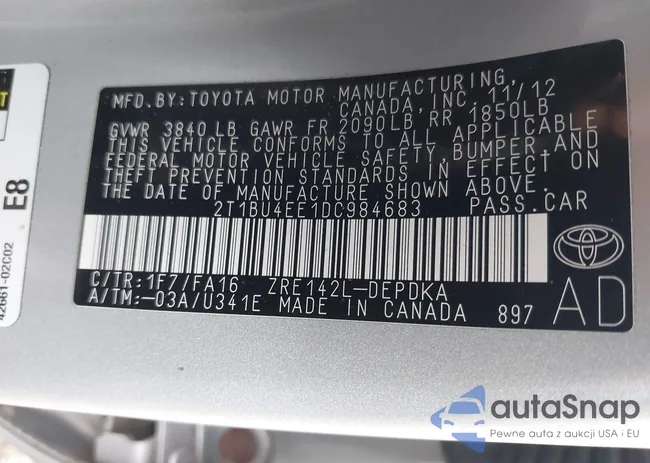 MFD. BY: TOYOTA MOTOR MANUFACTURING,
CANADA, INC. 11/12
GVWR 3840 LB GAWR FR 2090LB, RR 1850LB
THIS VEHICLE CONFORMS TO ALL APPLICABLE
FEDERAL MOTOR VEHICLE SAFETY, BUMPER, AND
THEFT PREVENTION STANDARDS IN EFFECT ON
THE DATE OF MANUFACTURE SHOWN ABOVE.
2T1BU4EE1DC984683 PASS.CAR
C/TR: 1F7/FA16 ZRE142L-DEPDKA
A/TM:-03A/U341E MADE IN CANADA 897
AD
E8
42661-02C02
autaSnap
Pewne auta z aukcji USA i EU